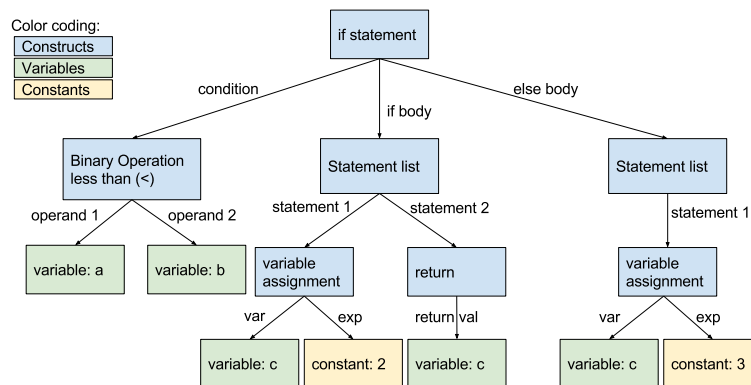 Color coding:
Constructs
Variables
Constants
if statement
condition
if body
else body
Binary Operation
less than (<)
Statement list
Statement list
operand 1
operand 2
statement 1
statement 2
statement 1
variable: a
variable: b
variable
assignment
return
variable
assignment
var
exp
return val
var
exp
variable: c
constant: 2
variable: c
variable: c
constant: 3